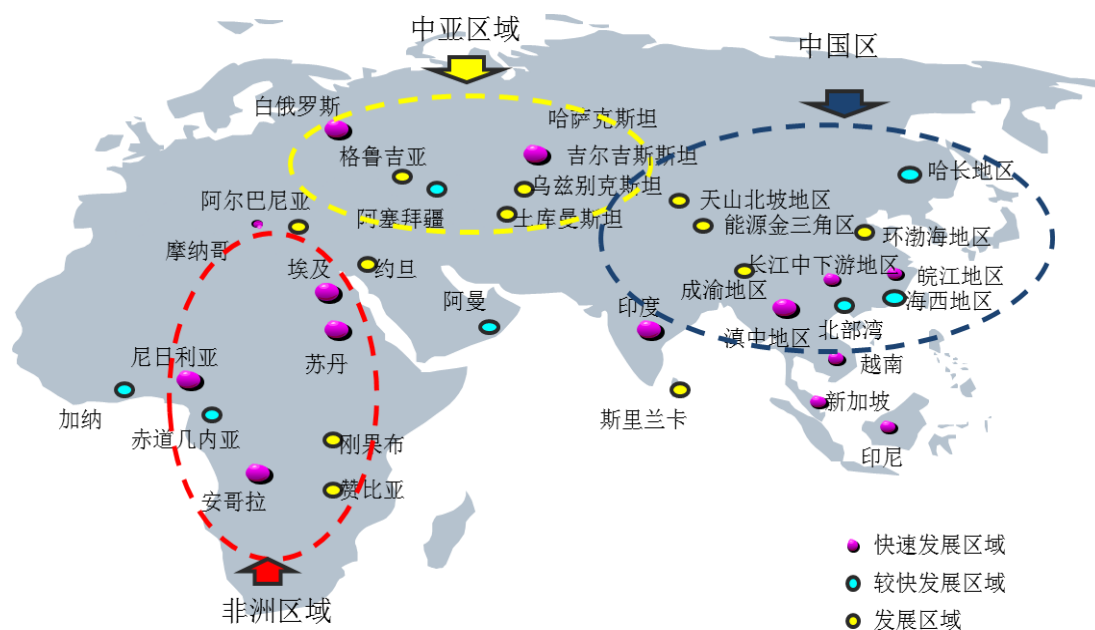 中亚区域
中国区
白俄罗斯
哈萨克斯坦
格鲁吉亚
吉尔吉斯斯坦
哈长地区
阿尔巴尼亚
阿塞拜疆
乌兹别克斯坦
天山北坡地区
土库曼斯坦
能源金三角区
环渤海地区
摩纳哥
埃及
约旦
长江中下游地区
皖江地区
阿曼
印度
成渝地区
海西地区
尼日利亚
苏丹
滇中地区
北部湾
越南
加纳
斯里兰卡
新加坡
赤道几内亚
刚果布
印尼
安哥拉
赞比亚
快速发展区域
较快发展区域
非洲区域
发展区域